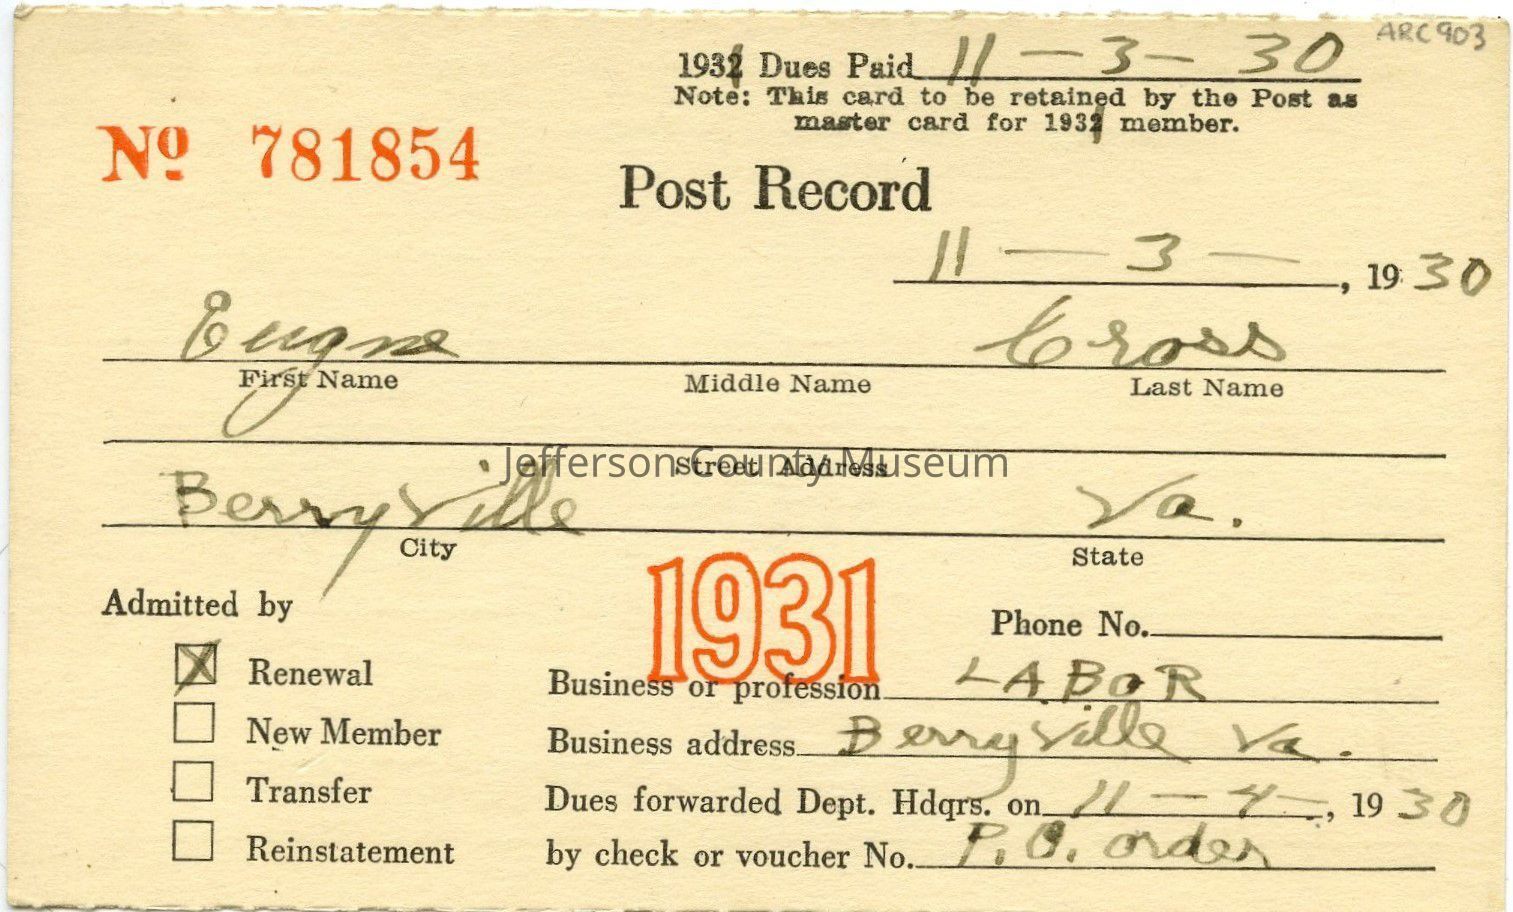 ARC903
1931 Dues Paid 11-3-30
Note: This card to be retained by the Post as
master card for 1931 member.
No 781854
Post Record
11-3-, 1930
Eugne Cross
First Name Middle Name Last Name
Jefferson County Museum
Street Address
Berryville Va.
City State
1931
Admitted by
Phone No.
X Renewal
Business or profession LABOR
New Member
Business address Berryville Va.
Transfer
Dues forwarded Dept. Hdqrs. on 11-4-, 1930
Reinstatement
by check or voucher No. P.O. order